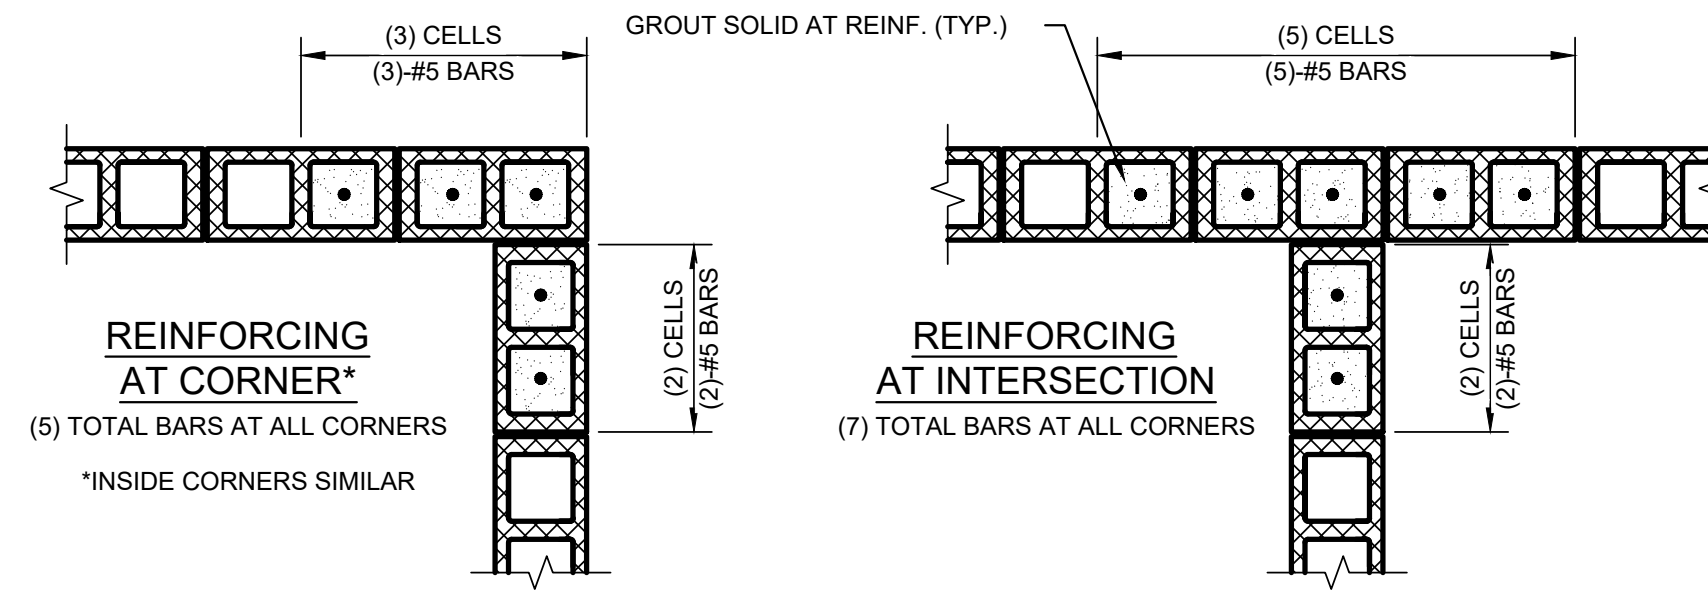 (3) CELLS
(3)-#5 BARS
GROUT SOLID AT REINF. (TYP.)
(5) CELLS
(5)-#5 BARS
REINFORCING
AT CORNER*
(5) TOTAL BARS AT ALL CORNERS
*INSIDE CORNERS SIMILAR
(2) CELLS
(2)-#5 BARS
REINFORCING
AT INTERSECTION
(7) TOTAL BARS AT ALL CORNERS
(2) CELLS
(2)-#5 BARS